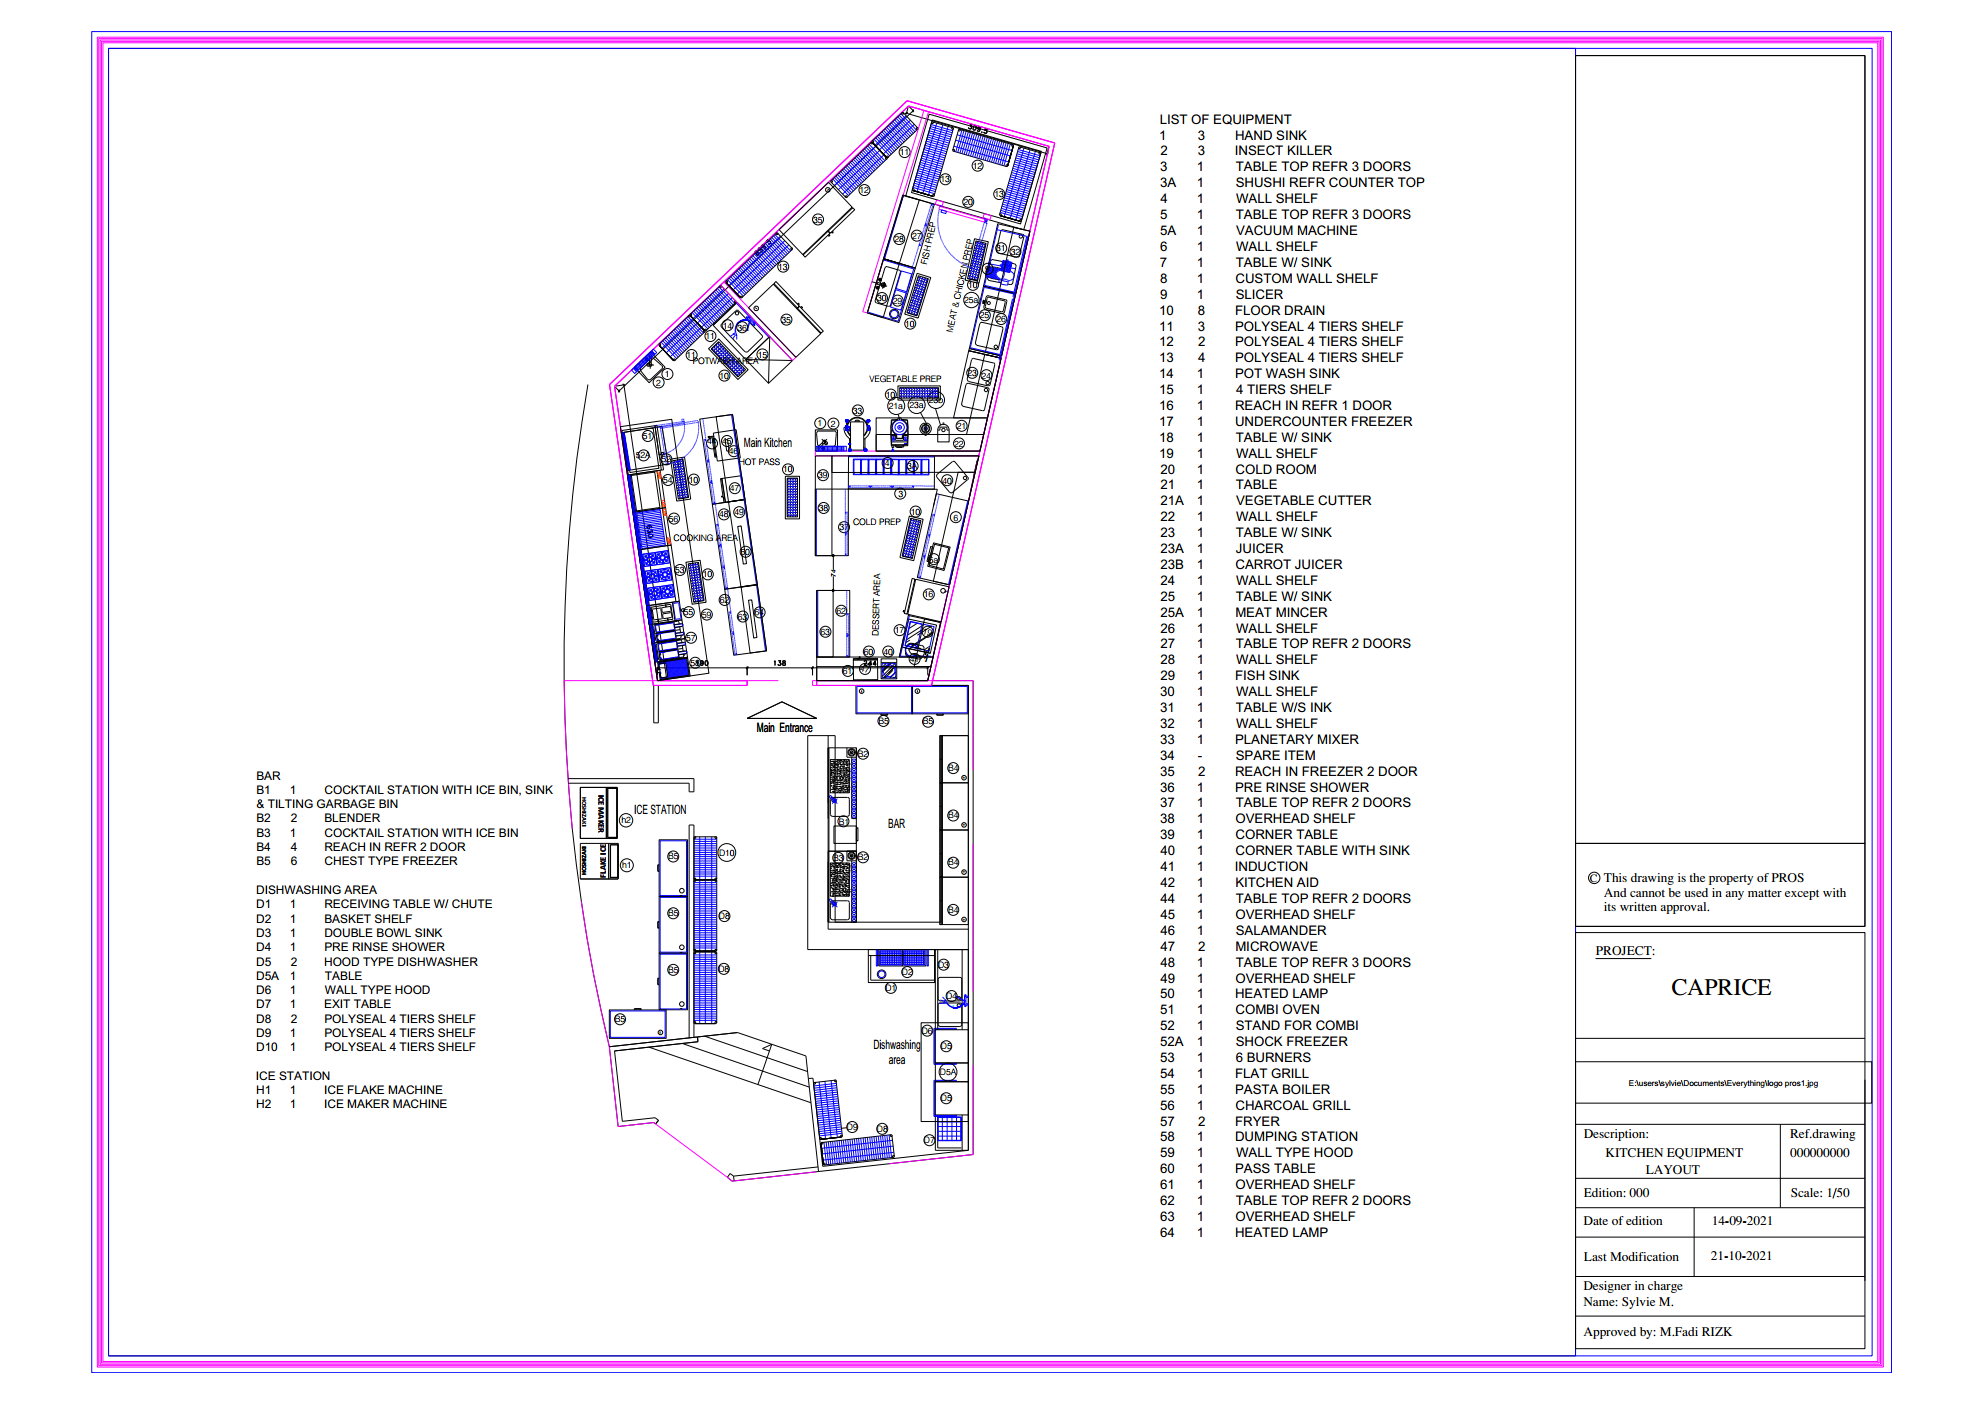 LIST OF EQUIPMENT
1 3 HAND SINK
2 3 INSECT KILLER
3 1 TABLE TOP REFR 3 DOORS
3A 1 SHUSHI REFR COUNTER TOP
4 1 WALL SHELF
5 1 TABLE TOP REFR 3 DOORS
5A 1 VACUUM MACHINE
6 1 WALL SHELF
7 1 TABLE W/ SINK
8 1 CUSTOM WALL SHELF
9 1 SLICER
10 8 FLOOR DRAIN
11 3 POLYSEAL 4 TIERS SHELF
12 2 POLYSEAL 4 TIERS SHELF
13 4 POLYSEAL 4 TIERS SHELF
14 1 POT WASH SINK
15 1 4 TIERS SHELF
16 1 REACH IN REFR 1 DOOR
17 1 UNDERCOUNTER FREEZER
18 1 TABLE W/ SINK
19 1 WALL SHELF
20 1 COLD ROOM
21 1 TABLE
21A 1 VEGETABLE CUTTER
22 1 WALL SHELF
23 1 TABLE W/ SINK
23A 1 JUICER
23B 1 CARROT JUICER
24 1 WALL SHELF
25 1 TABLE W/ SINK
25A 1 MEAT MINCER
26 1 WALL SHELF
27 1 TABLE TOP REFR 2 DOORS
28 1 WALL SHELF
29 1 FISH SINK
30 1 WALL SHELF
31 1 TABLE W/S INK
32 1 WALL SHELF
33 1 PLANETARY MIXER
34 - SPARE ITEM
35 2 REACH IN FREEZER 2 DOOR
36 1 PRE RINSE SHOWER
37 1 TABLE TOP REFR 2 DOORS
38 1 OVERHEAD SHELF
39 1 CORNER TABLE
40 1 CORNER TABLE WITH SINK
41 1 INDUCTION
42 1 KITCHEN AID
44 1 TABLE TOP REFR 2 DOORS
45 1 OVERHEAD SHELF
46 1 SALAMANDER
47 2 MICROWAVE
48 1 TABLE TOP REFR 3 DOORS
49 1 OVERHEAD SHELF
50 1 HEATED LAMP
51 1 COMBI OVEN
52 1 STAND FOR COMBI
52A 1 SHOCK FREEZER
53 1 6 BURNERS
54 1 FLAT GRILL
55 1 PASTA BOILER
56 1 CHARCOAL GRILL
57 2 FRYER
58 1 DUMPING STATION
59 1 WALL TYPE HOOD
60 1 PASS TABLE
61 1 OVERHEAD SHELF
62 1 TABLE TOP REFR 2 DOORS
63 1 OVERHEAD SHELF
64 1 HEATED LAMP
BAR
B1 1 COCKTAIL STATION WITH ICE BIN, SINK
& TILTING GARBAGE BIN
B2 2 BLENDER
B3 1 COCKTAIL STATION WITH ICE BIN
B4 4 REACH IN REFR 2 DOOR
B5 6 CHEST TYPE FREEZER
DISHWASHING AREA
D1 1 RECEIVING TABLE W/ CHUTE
D2 1 BASKET SHELF
D3 1 DOUBLE BOWL SINK
D4 1 PRE RINSE SHOWER
D5 2 HOOD TYPE DISHWASHER
D5A 1 TABLE
D6 1 WALL TYPE HOOD
D7 1 EXIT TABLE
D8 2 POLYSEAL 4 TIERS SHELF
D9 1 POLYSEAL 4 TIERS SHELF
D10 1 POLYSEAL 4 TIERS SHELF
ICE STATION
H1 1 ICE FLAKE MACHINE
H2 1 ICE MAKER MACHINE
FISH PREP
MEAT & CHICKEN PREP
POTWASH AREA
VEGETABLE PREP
Main Kitchen
HOT PASS
COLD PREP
COOKING AREA
DESSERT AREA
138
74
Main Entrance
ICE STATION
HOSHIZAKI
ICE MAKER
h2
HOSHIZAKI
FLAKE ICE
h1
BAR
Dishwashing
area
© This drawing is the property of PROS
And cannot be used in any matter except with
its written approval.
PROJECT:
CAPRICE
E:\users\sylvie\Documents\Everything\logo pros1.jpg
Description:
KITCHEN EQUIPMENT
LAYOUT
Ref.drawing
000000000
Edition: 000
Scale: 1/50
Date of edition 14-09-2021
Last Modification 21-10-2021
Designer in charge
Name: Sylvie M.
Approved by: M.Fadi RIZK